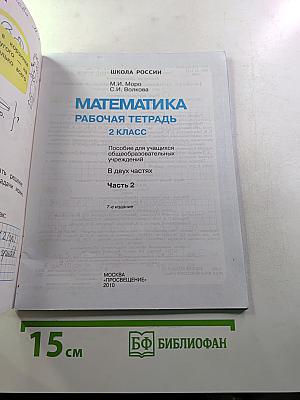 ШКОЛА РОССИИ
М.И. Моро
С.И. Волкова
МАТЕМАТИКА
РАБОЧАЯ ТЕТРАДЬ
2 КЛАСС
Пособие для учащихся
общеобразовательных
учреждений
В двух частях
Часть 2
7-е издание
МОСКВА
«ПРОСВЕЩЕНИЕ»
2010
15 см
БФ БИБЛИОФАН